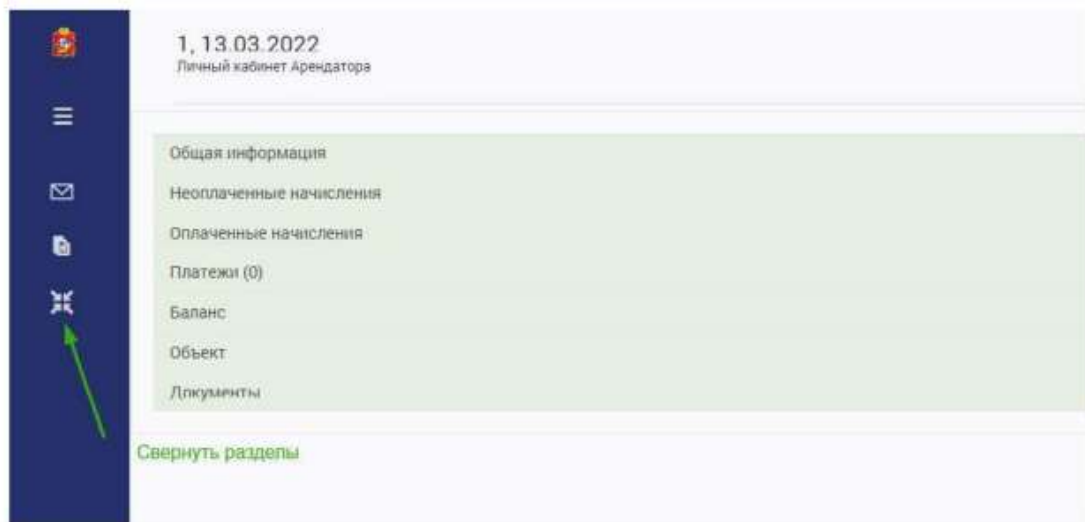 1, 13.03.2022
Личный кабинет Арендатора
Общая информация
Неоплаченные начисления
Оплаченные начисления
Платежи (0)
Баланс
Объект
Документы
Свернуть разделы